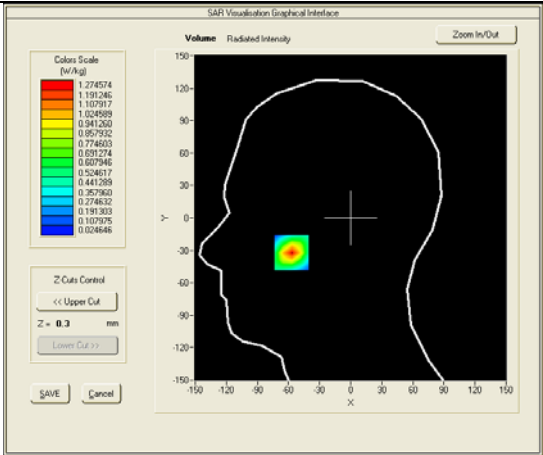 SAR Visualisation Graphical Interface
Volume Radiated Intensity
Zoom In/Out
Colors Scale
(W/kg)
1.274574
1.191246
1.107917
1.024589
0.941260
0.857932
0.774603
0.691274
0.607946
0.524617
0.441289
0.357960
0.274632
0.191303
0.107975
0.024646
Z Cuts Control
<< Upper Cut
Z = 0.3 mm
Lower Cut >>
SAVE
Cancel
150
120
90
60
30
0
-30
-60
-90
-120
-150
Y
-150 -120 -90 -60 -30 0 30 60 90 120 150
X